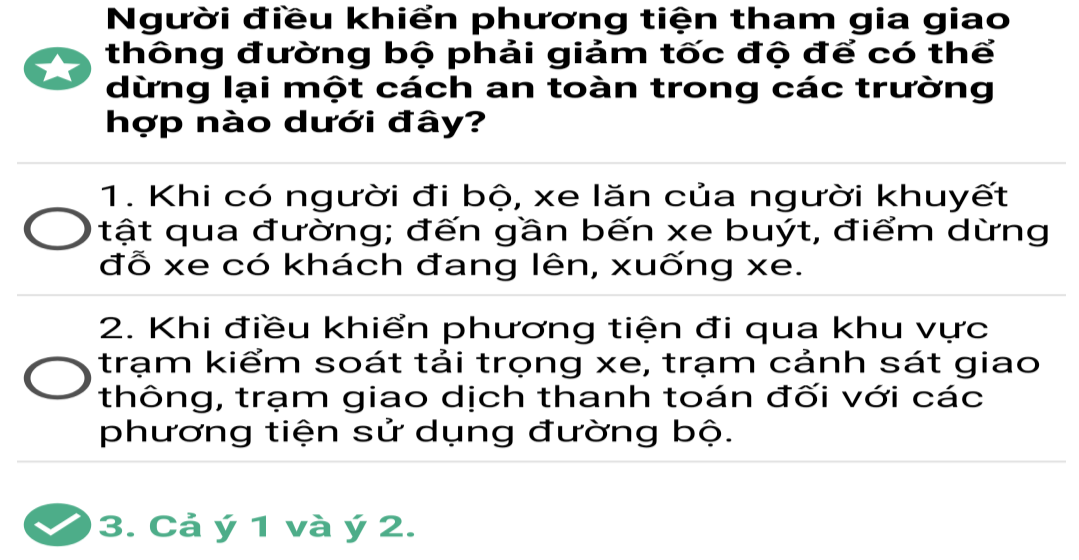 Người điều khiển phương tiện tham gia giao
thông đường bộ phải giảm tốc độ để có thể
dừng lại một cách an toàn trong các trường
hợp nào dưới đây?
1. Khi có người đi bộ, xe lăn của người khuyết
tật qua đường; đến gần bến xe buýt, điểm dừng
đỗ xe có khách đang lên, xuống xe.
2. Khi điều khiển phương tiện đi qua khu vực
trạm kiểm soát tải trọng xe, trạm cảnh sát giao
thông, trạm giao dịch thanh toán đối với các
phương tiện sử dụng đường bộ.
3. Cả ý 1 và ý 2.